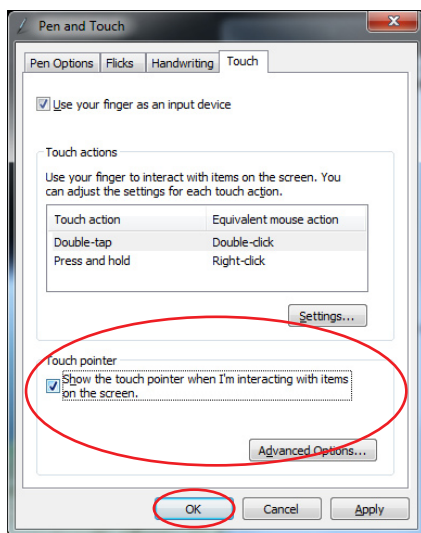 Pen and Touch
Pen Options Flicks Handwriting Touch
Use your finger as an input device
Touch actions
Use your finger to interact with items on the screen. You
can adjust the settings for each touch action.
Touch action Equivalent mouse action
Double-tap Double-click
Press and hold Right-click
Settings...
Touch pointer
Show the touch pointer when I'm interacting with items
on the screen.
Advanced Options...
OK Cancel Apply